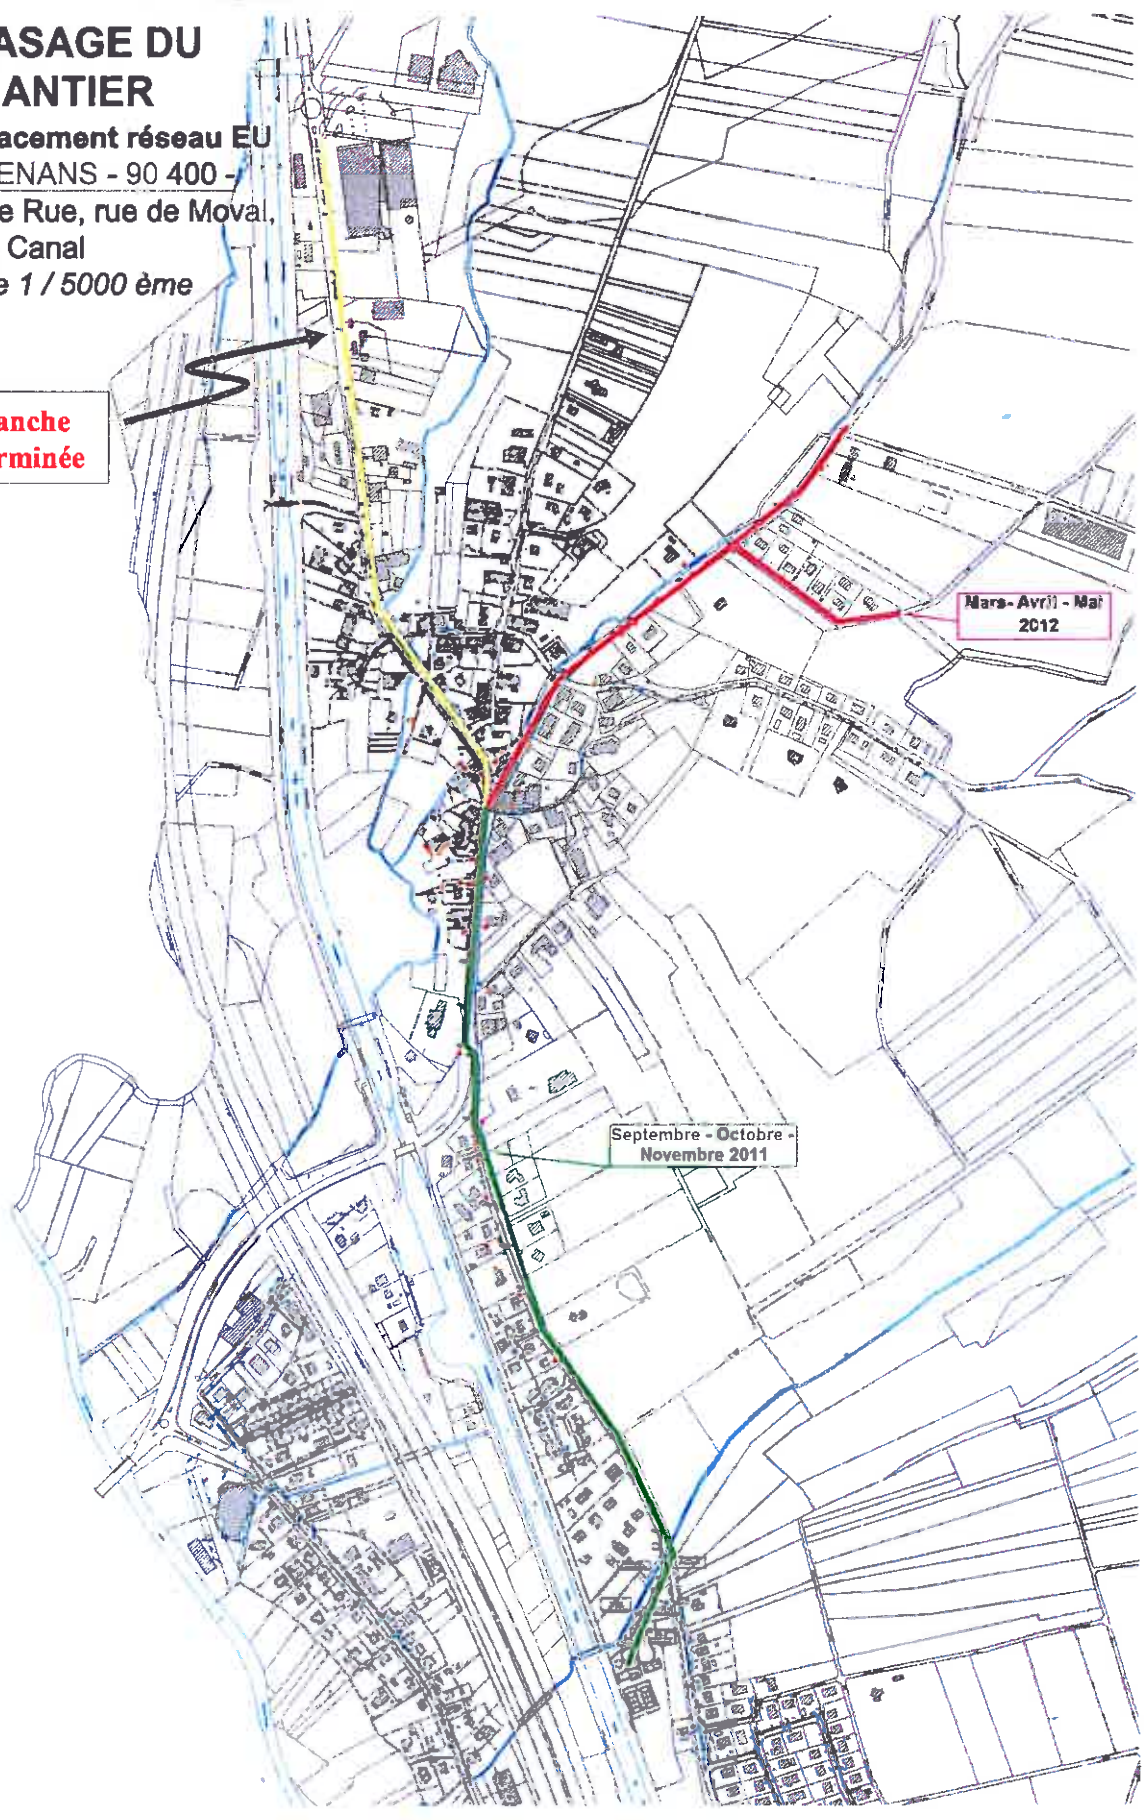 ASAGE DU
ANTIER
acement réseau EU
ENANS - 90 400 -
e Rue, rue de Moval,
Canal
e 1 / 5000 ème
anche
rminée
Mars - Avril - Mai
2012
Septembre - Octobre -
Novembre 2011